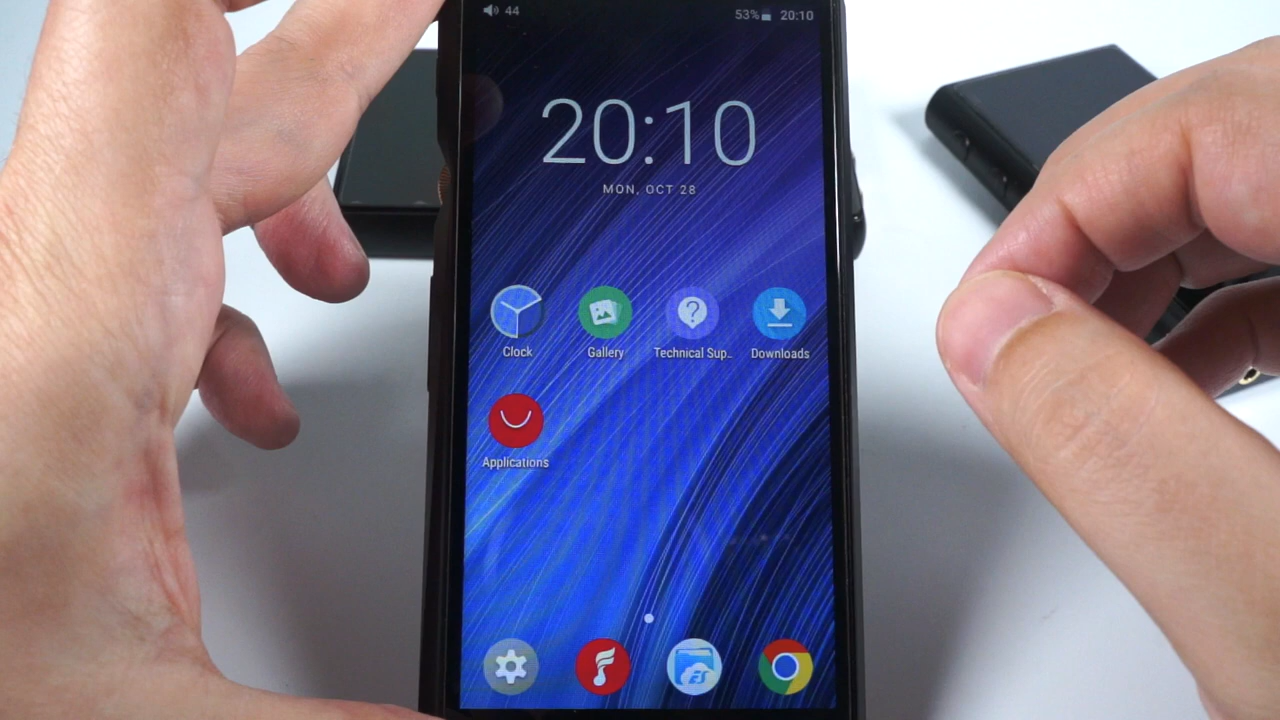 44 53% 20:10
20:10
MON, OCT 28
Clock Gallery Technical Sup.. Downloads
Applications